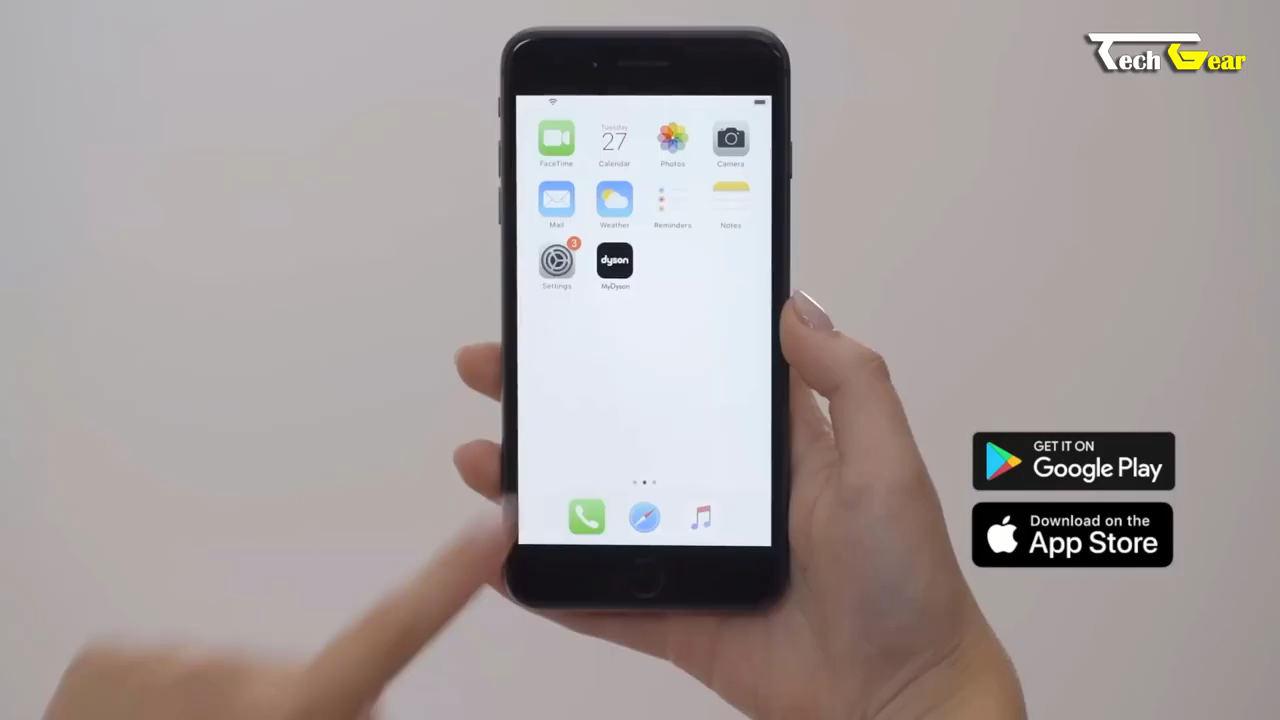 Tech Gear
FaceTime
Tuesday
27
Calendar
Photos
Camera
Mail
Weather
Reminders
Notes
3
Settings
dyson
MyDyson
GET IT ON
Google Play
Download on the
App Store